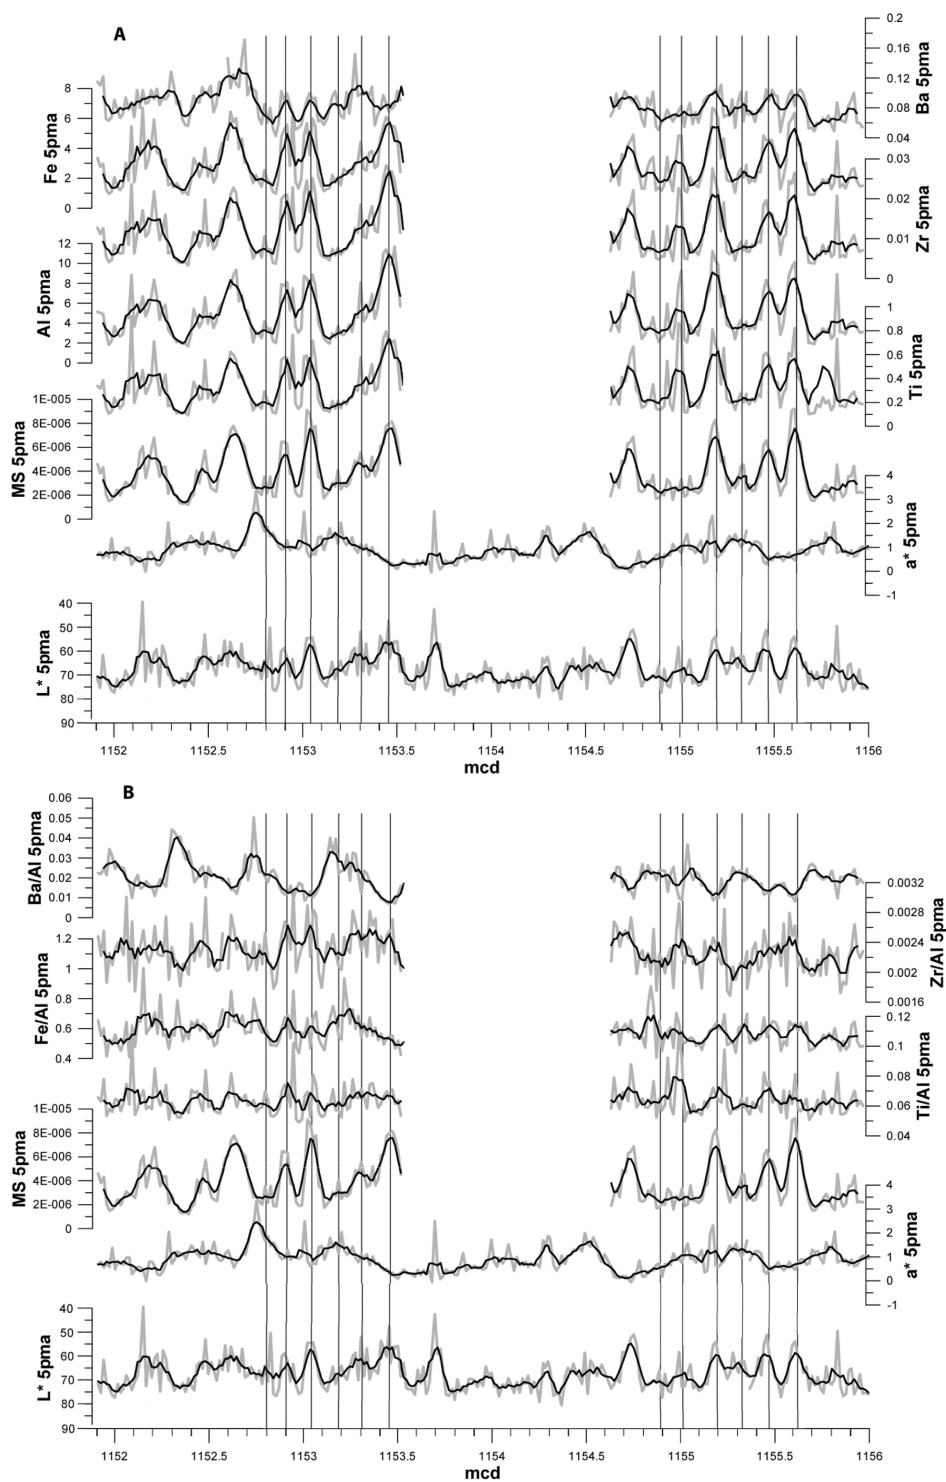 A
0.2
0.16
0.12
0.08
0.04
Ba 5pma
8
6
4
2
0
Fe 5pma
0.03
0.02
0.01
0
Zr 5pma
12
10
8
6
4
2
0
Al 5pma
1
0.8
0.6
0.4
0.2
0
Ti 5pma
1E-005
8E-006
6E-006
4E-006
2E-006
0
MS 5pma
4
3
2
1
0
-1
a* 5pma
40
50
60
70
80
90
L* 5pma
1152 1152.5 1153 1153.5 1154 1154.5 1155 1155.5 1156
mcd
B
0.06
0.05
0.04
0.03
0.02
0.01
0
Ba/Al 5pma
0.0032
0.0028
0.0024
0.002
0.0016
Zr/Al 5pma
1.2
1
0.8
0.6
0.4
Fe/Al 5pma
0.12
0.1
0.08
0.06
0.04
Ti/Al 5pma
1E-005
8E-006
6E-006
4E-006
2E-006
0
MS 5pma
4
3
2
1
0
-1
a* 5pma
40
50
60
70
80
90
L* 5pma
1152 1152.5 1153 1153.5 1154 1154.5 1155 1155.5 1156
mcd